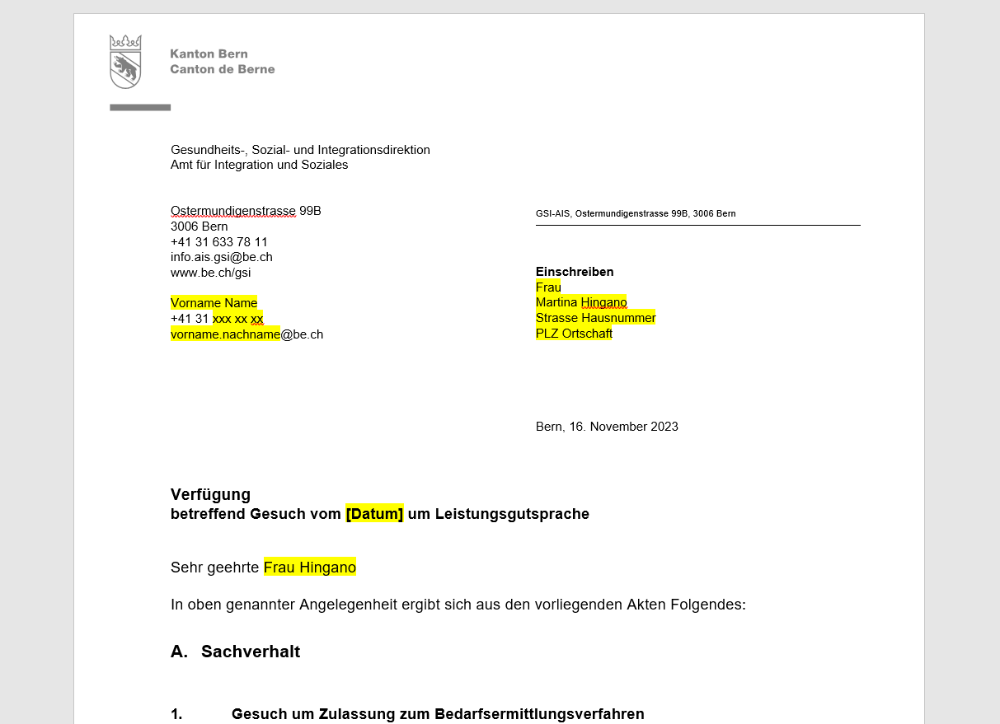 Kanton Bern
Canton de Berne
Gesundheits-, Sozial- und Integrationsdirektion
Amt für Integration und Soziales
Ostermundigenstrasse 99B
3006 Bern
+41 31 633 78 11
info.ais.gsi@be.ch
www.be.ch/gsi
Vorname Name
+41 31 xxx xx xx
vorname.nachname@be.ch
GSI-AIS, Ostermundigenstrasse 99B, 3006 Bern
Einschreiben
Frau
Martina Hingano
Strasse Hausnummer
PLZ Ortschaft
Bern, 16. November 2023
Verfügung
betreffend Gesuch vom [Datum] um Leistungsgutsprache
Sehr geehrte Frau Hingano
In oben genannter Angelegenheit ergibt sich aus den vorliegenden Akten Folgendes:
A. Sachverhalt
1. Gesuch um Zulassung zum Bedarfsermittlungsverfahren